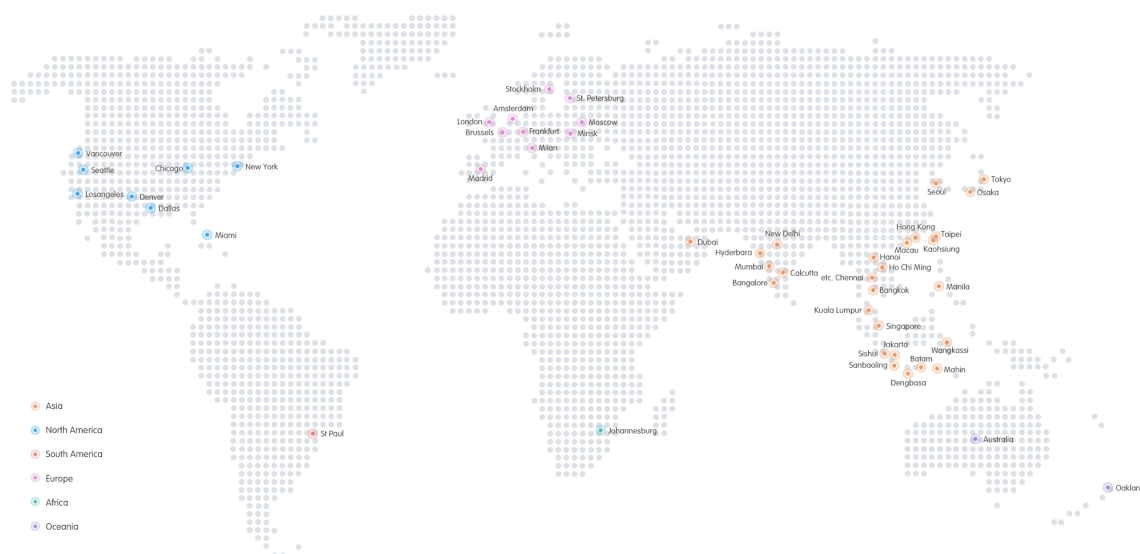 Stockholm
St. Petersburg
Amsterdam
London
Moscow
Brussels
Frankfurt
Minsk
Milan
Madrid
Vancouver
Seattle
Chicago
New York
Losangeles
Denver
Dallas
Miami
Tokyo
Seoul
Osaka
Hong Kong
Taipei
Macau
Kaohsiung
Dubai
New Delhi
Hyderbara
Hanoi
Mumbai
Calcutta
Ho Chi Ming
etc. Chennai
Bangalore
Bangkok
Manila
Kuala Lumpur
Singapore
Jakarta
Sishui
Wangkassi
Sanbaoling
Batam
Mahin
Dengbasa
Asia
North America
South America
Europe
Africa
Oceania
St Paul
Johannesburg
Australia
Oaklan